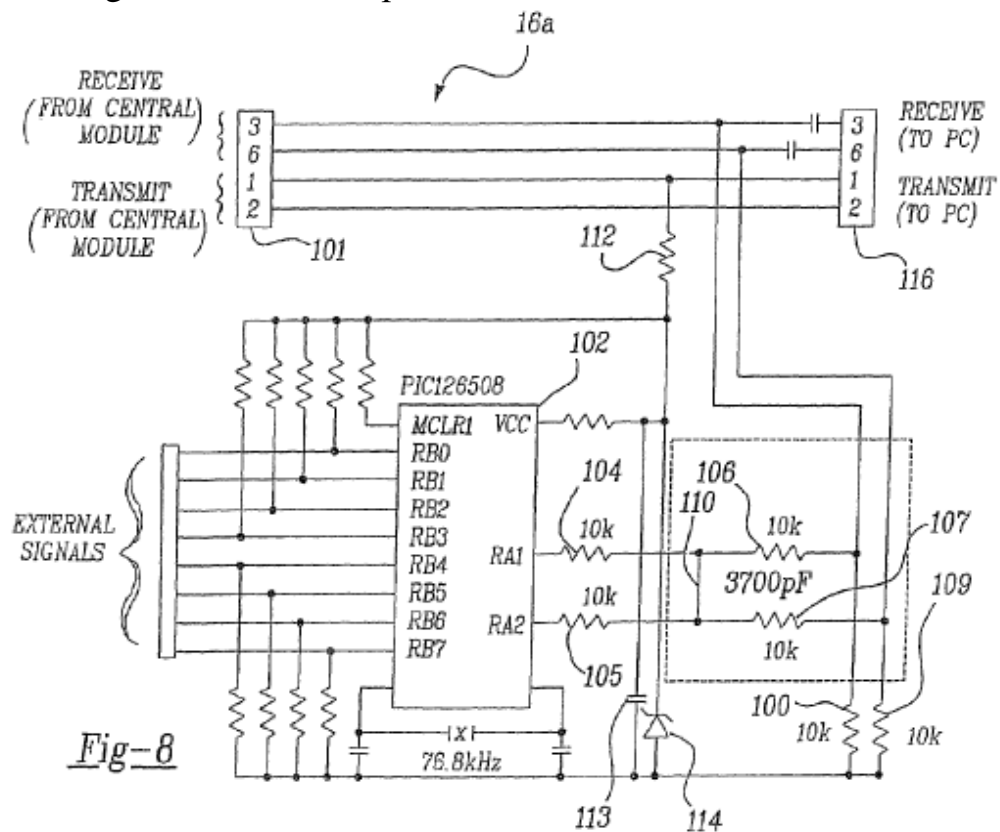 16a
RECEIVE
(FROM CENTRAL)
MODULE
3
6
1
2
TRANSMIT
(FROM CENTRAL)
MODULE
101
3
6
1
2
RECEIVE
(TO PC)
TRANSMIT
(TO PC)
116
112
102
PIC126508
MCLR1
VCC
RB0
RB1
RB2
RB3
RB4
RB5
RB6
RB7
RA1
RA2
EXTERNAL
SIGNALS
104
10k
10k
105
110
106
10k
3700pF
10k
107
109
100
10k
10k
X
76.8kHz
113
114
Fig-8